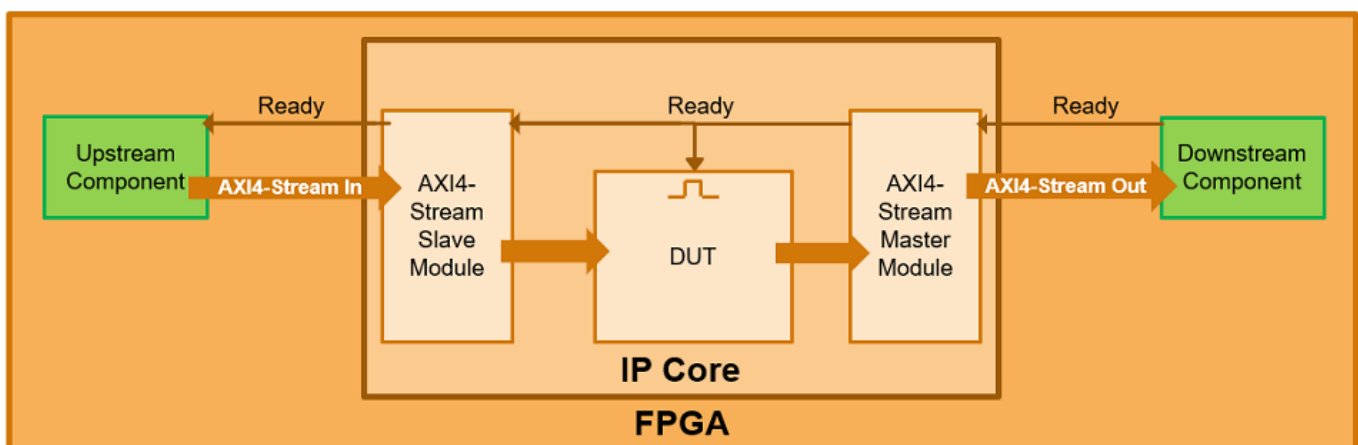 Ready
Ready
Ready
Upstream
Component
AXI4-Stream In
AXI4-
Stream
Slave
Module
DUT
AXI4-
Stream
Master
Module
AXI4-Stream Out
Downstream
Component
IP Core
FPGA